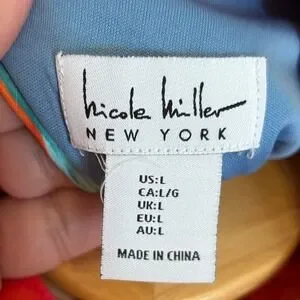 nicole miller
NEW YORK
US:L
CA:L/G
UK:L
EU:L
AU:L
MADE IN CHINA